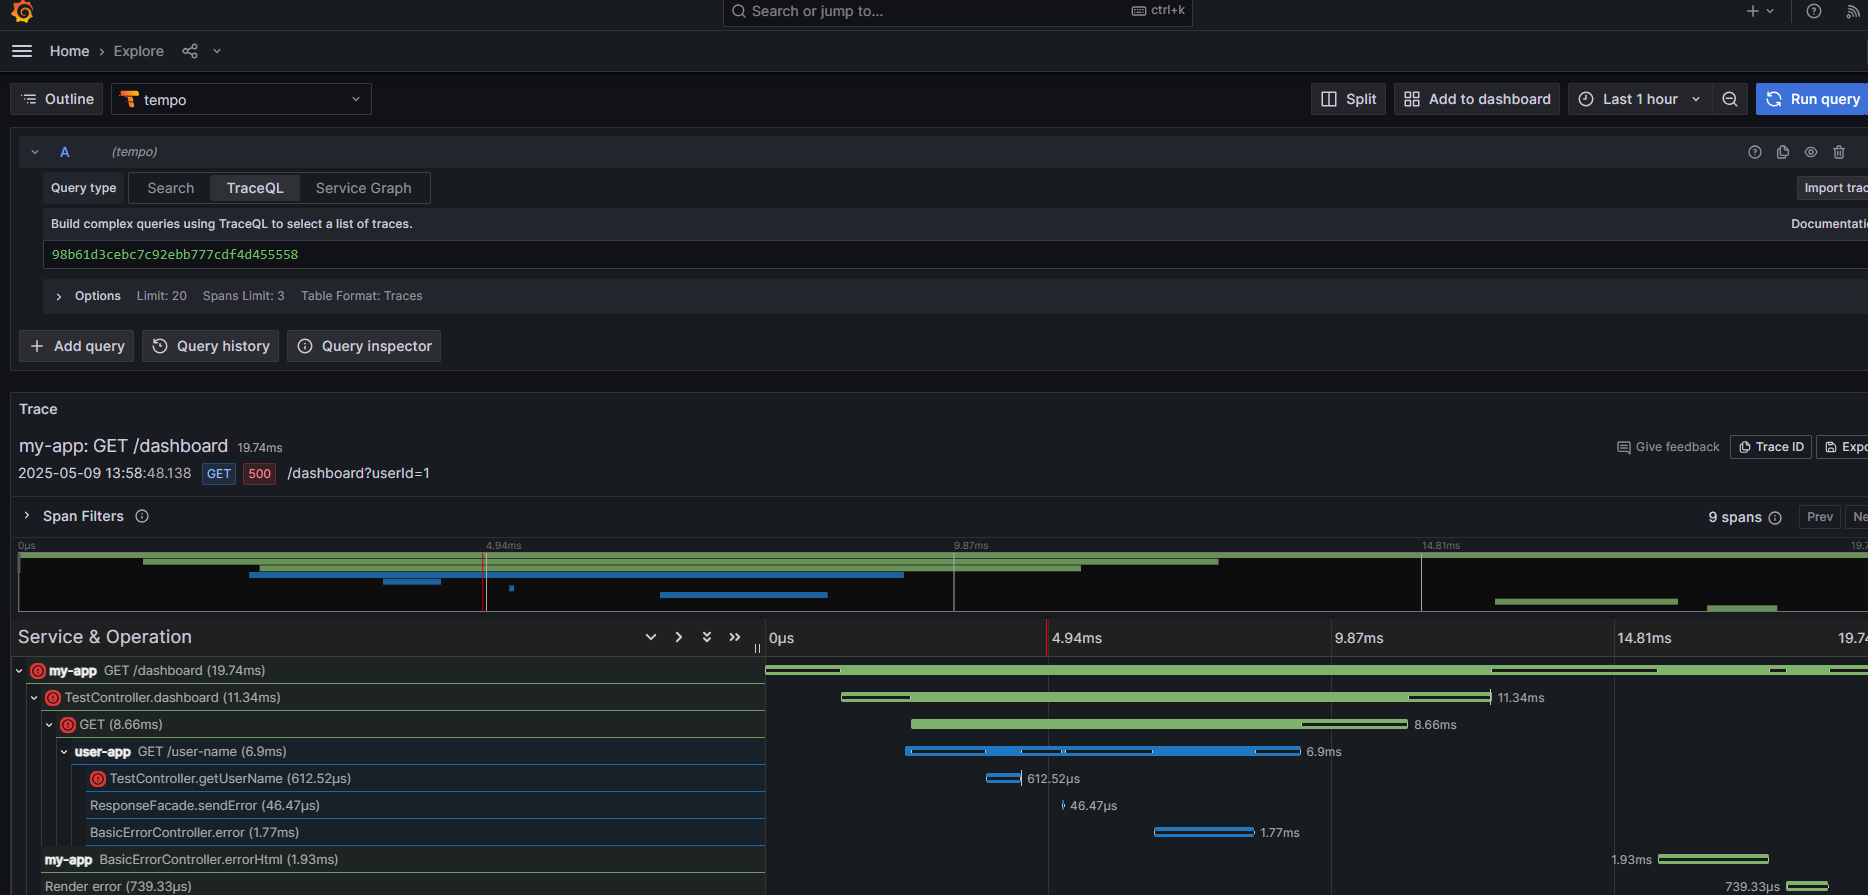 Search or jump to... ctrl+k
Home › Explore
Outline tempo Split Add to dashboard Last 1 hour Run query
A (tempo)
Query type Search TraceQL Service Graph Import trac
Build complex queries using TraceQL to select a list of traces. Documentati
98b61d3cebc7c92ebb777cdf4d455558
Options Limit: 20 Spans Limit: 3 Table Format: Traces
Add query Query history Query inspector
Trace
my-app: GET /dashboard 19.74ms Give feedback Trace ID Expo
2025-05-09 13:58:48.138 GET 500 /dashboard?userId=1
Span Filters 9 spans Prev Ne
0μs 4.94ms 9.87ms 14.81ms 19.7
Service & Operation 0μs 4.94ms 9.87ms 14.81ms 19.74
my-app GET /dashboard (19.74ms)
TestController.dashboard (11.34ms) 11.34ms
GET (8.66ms) 8.66ms
user-app GET /user-name (6.9ms) 6.9ms
TestController.getUserName (612.52μs) 612.52μs
ResponseFacade.sendError (46.47μs) 46.47μs
BasicErrorController.error (1.77ms) 1.77ms
my-app BasicErrorController.errorHtml (1.93ms) 1.93ms
Render error (739.33μs) 739.33μs